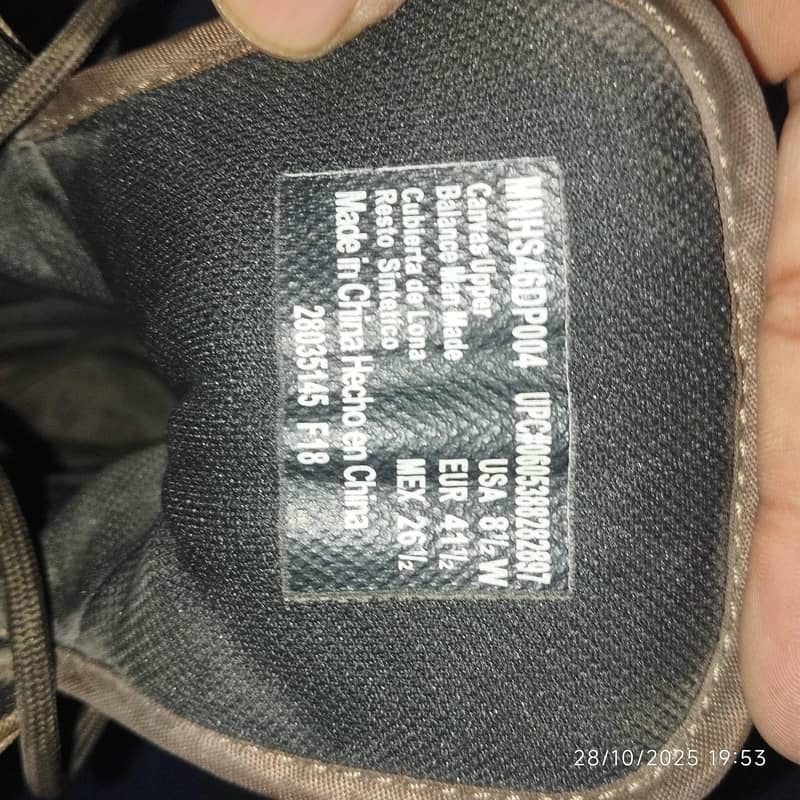 MNHS46DP004 UPC#0605388262897
Canvas Upper
Balance Man Made
USA 8½ W
Cubierta de Lona
EUR 41½
Resto Sintetico
MEX 26½
Made in China Hecho en China
28035145 F18
28/10/2025 19:53